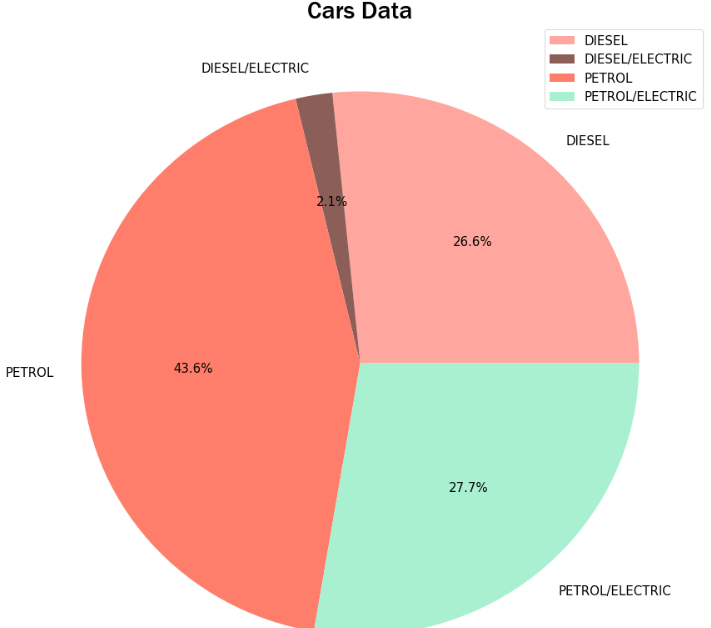 Cars Data
DIESEL
DIESEL/ELECTRIC
PETROL
PETROL/ELECTRIC
DIESEL/ELECTRIC
DIESEL
2.1%
26.6%
PETROL
43.6%
27.7%
PETROL/ELECTRIC